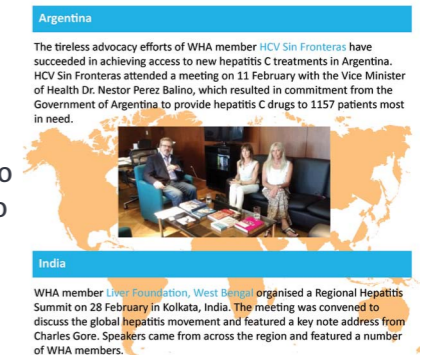 Argentina
The tireless advocacy efforts of WHA member HCV Sin Fronteras have
succeeded in achieving access to new hepatitis C treatments in Argentina.
HCV Sin Fronteras attended a meeting on 11 February with the Vice Minister
of Health Dr. Nestor Perez Balino, which resulted in commitment from the
Government of Argentina to provide hepatitis C drugs to 1157 patients most
in need.
o
o
India
WHA member Liver Foundation, West Bengal organised a Regional Hepatitis
Summit on 28 February in Kolkata, India. The meeting was convened to
discuss the global hepatitis movement and featured a key note address from
Charles Gore. Speakers came from across the region and featured a number
of WHA members.